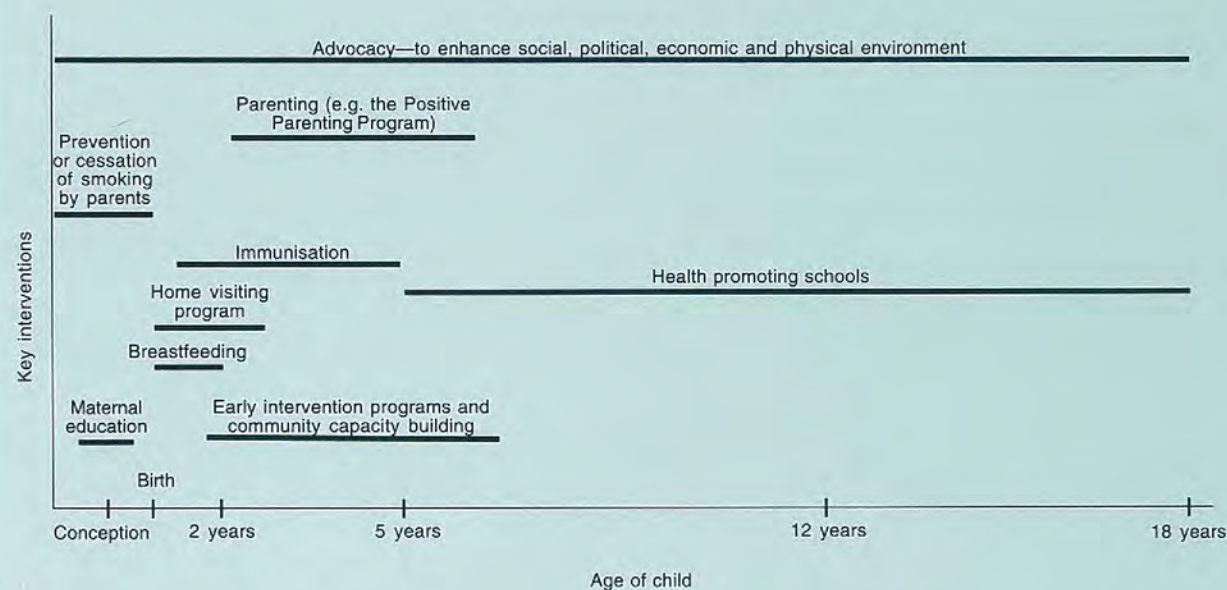 Advocacy—to enhance social, political, economic and physical environment
Parenting (e.g. the Positive
Parenting Program)
Prevention
or cessation
of smoking
by parents
Immunisation
Health promoting schools
Home visiting
program
Breastfeeding
Maternal
education
Early intervention programs and
community capacity building
Key interventions
Birth
Conception
2 years
5 years
12 years
18 years
Age of child